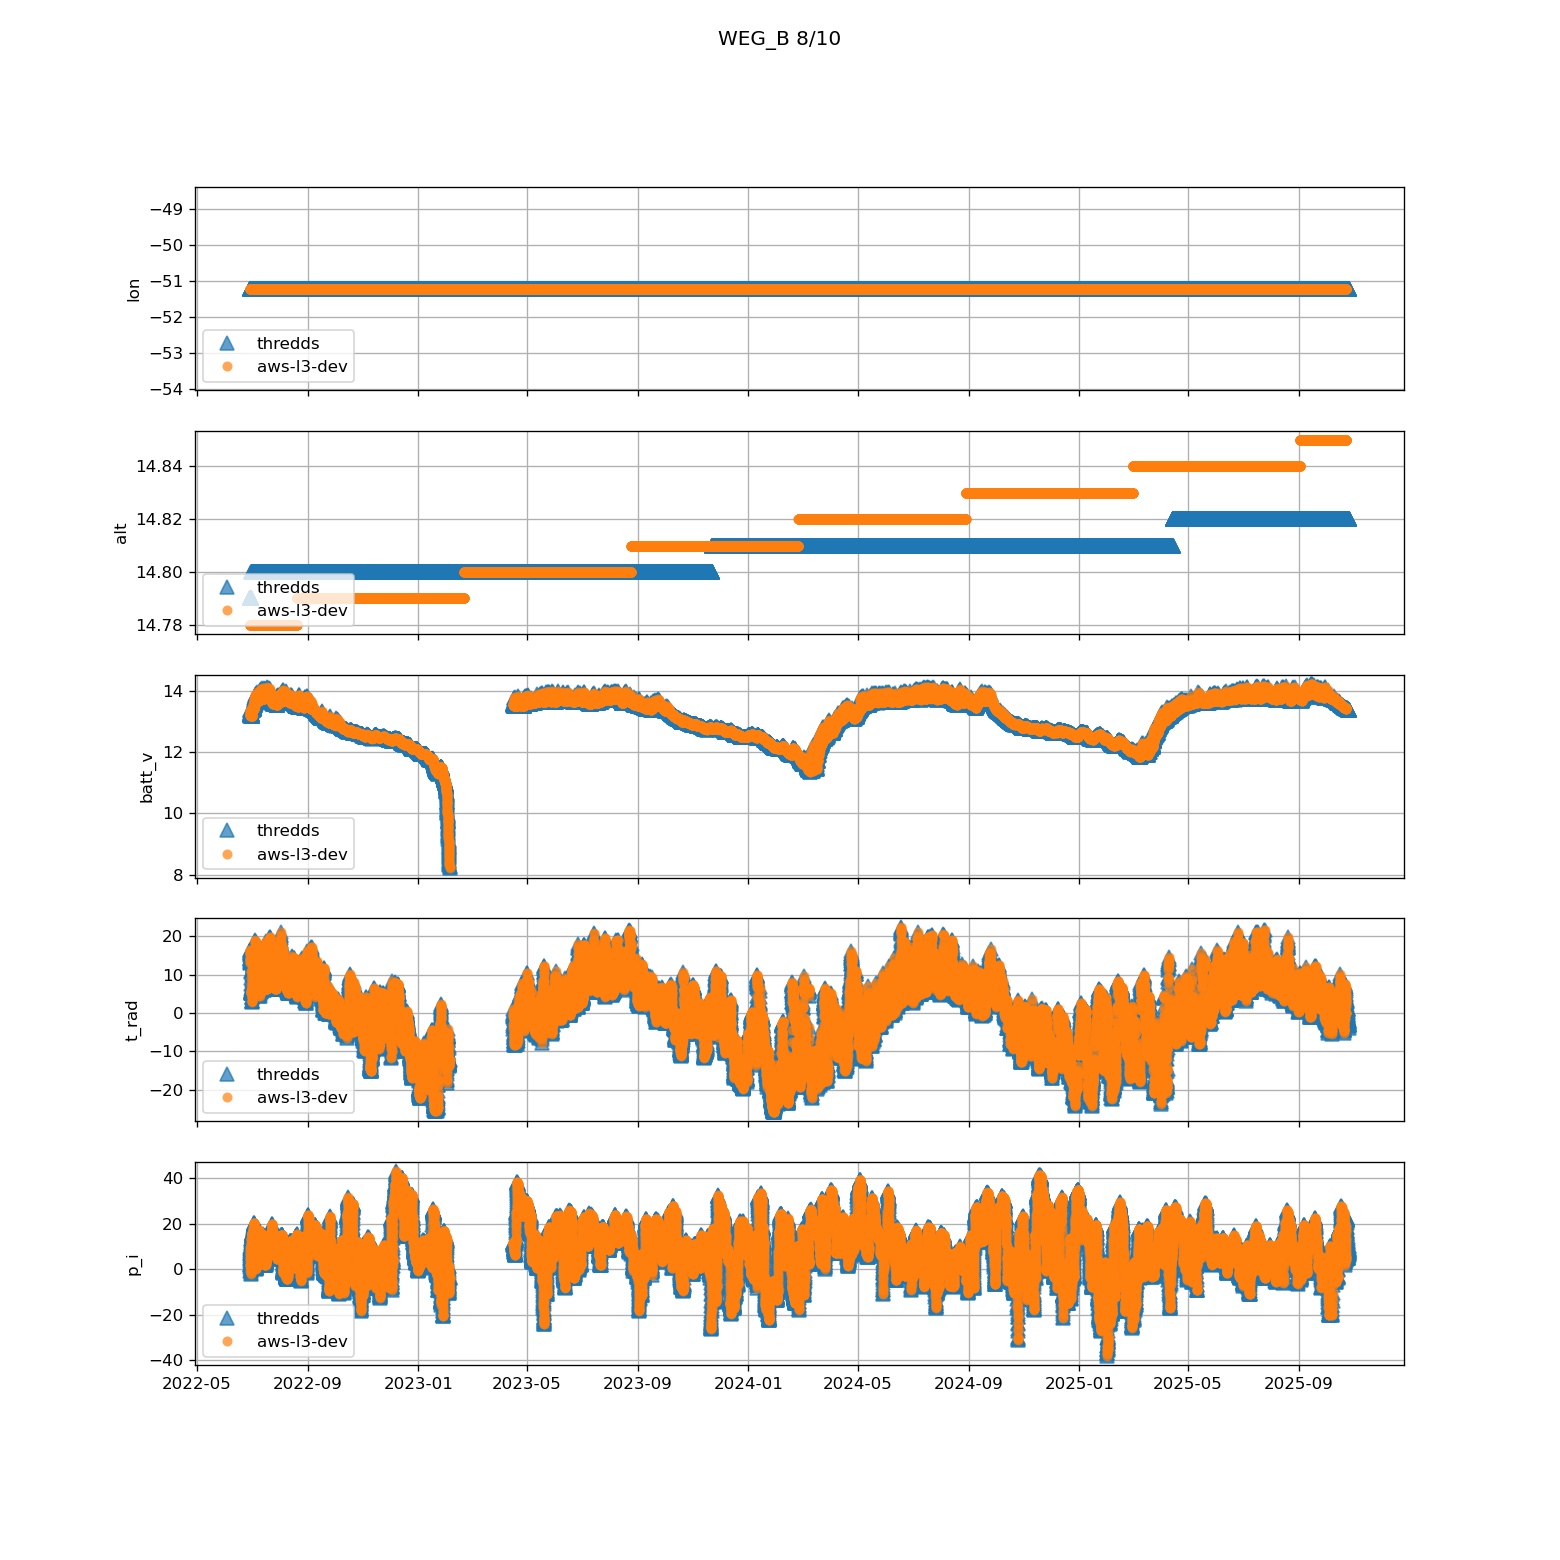 WEG_B 8/10
−49
−50
−51
−52
−53
−54
lon
thredds
aws-l3-dev
14.84
14.82
14.80
14.78
alt
thredds
aws-l3-dev
14
12
10
8
batt_v
thredds
aws-l3-dev
20
10
0
−10
−20
t_rad
thredds
aws-l3-dev
40
20
0
−20
−40
p_i
thredds
aws-l3-dev
2022-05 2022-09 2023-01 2023-05 2023-09 2024-01 2024-05 2024-09 2025-01 2025-05 2025-09